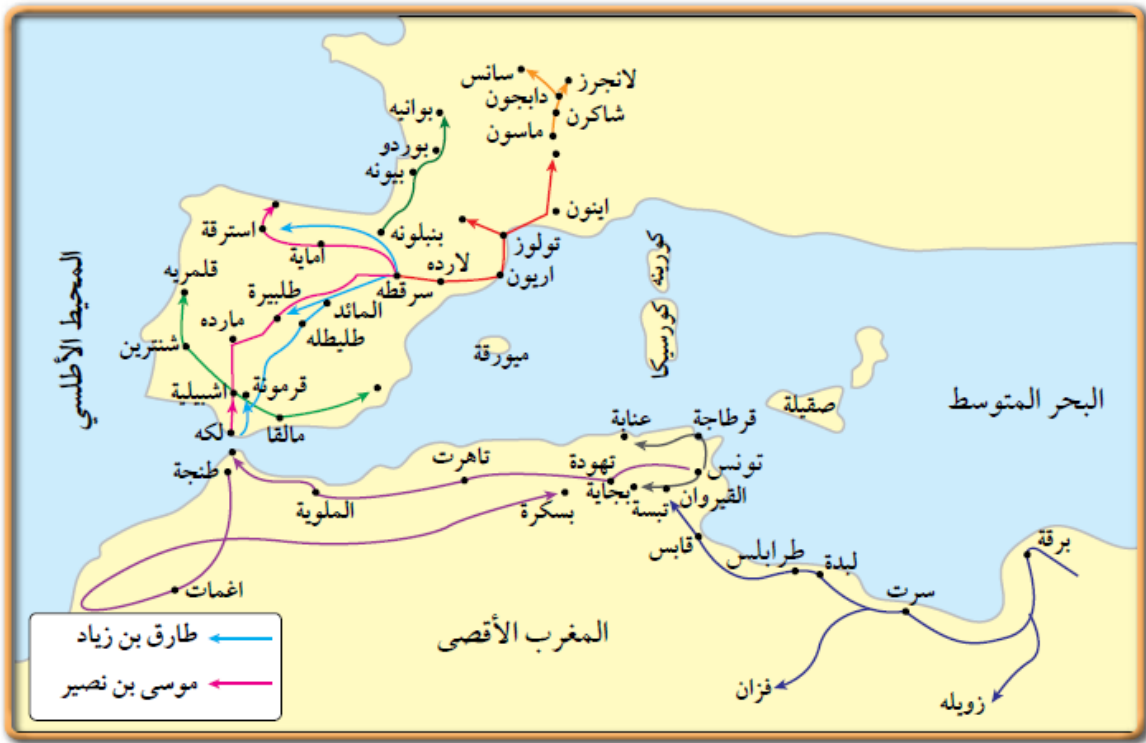 سانس
لانجرز
دابجون
شاكرن
ماسون
بوانيه
بوردو
بيونه
اينون
تولوز
بنبلونه
استرقة
اماية
لارده
اريون
سرقطه
قلمريه
طلبيرة
المائد
طليطله
مارده
شنترين
قرمونة
اشبيلية
مالقا
لكه
المحيط الأطلسي
ميورقة
كورينه
كورسيكا
صقيلة
البحر المتوسط
طنجة
عنابة
قرطاجة
تاهرت
تهودة
تونس
بجاية
القيروان
تبسة
الملوية
بسكرة
قابس
طرابلس
لبدة
برقة
سرت
اغمات
المغرب الأقصى
فزان
زويله
طارق بن زياد
موسى بن نصير